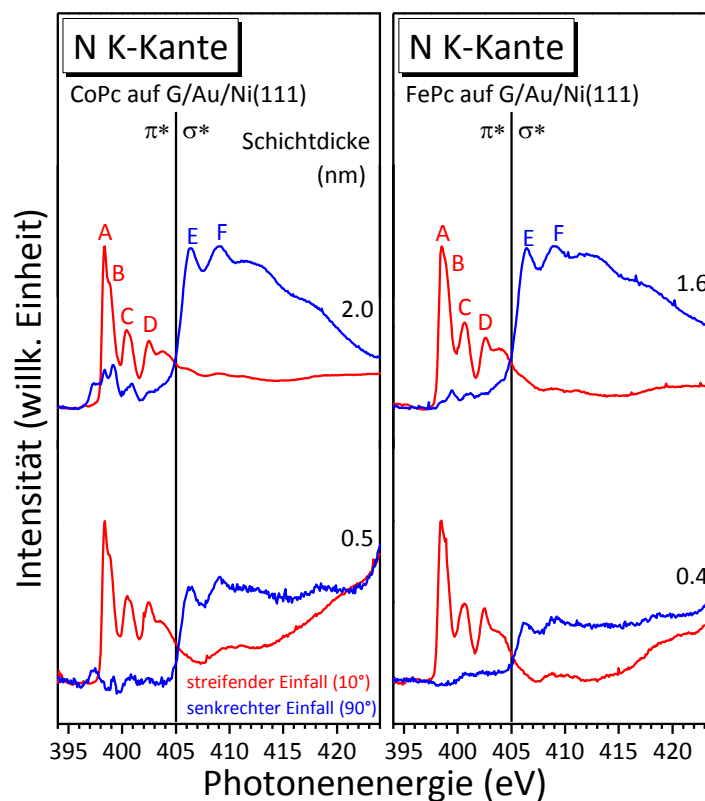 N K-Kante
CoPc auf G/Au/Ni(111)
π* σ*
Schichtdicke
(nm)
A
B
C
D
E
F
2.0
0.5
streifender Einfall (10°)
senkrechter Einfall (90°)
N K-Kante
FePc auf G/Au/Ni(111)
π* σ*
A
B
C
D
E
F
1.6
0.4
Intensität (willk. Einheit)
395 400 405 410 415 420
395 400 405 410 415 420
Photonenenergie (eV)